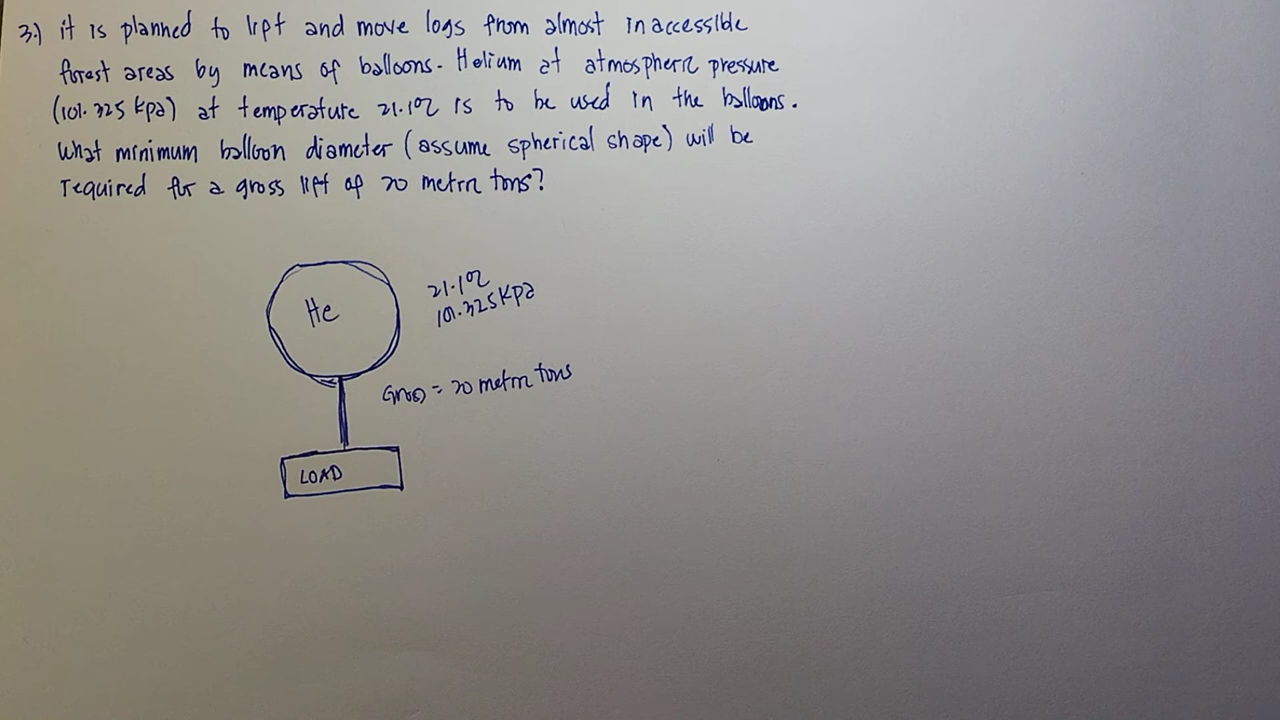 3.) it is planned to lift and move logs from almost inaccessible
forest areas by means of balloons. Helium at atmospheric pressure
(101.325 kpa) at temperature 21.1°C is to be used in the balloons.
What minimum balloon diameter (assume spherical shape) will be
required for a gross lift of 20 metric tons?
He
21.1°C
101.325 kpa
Gross = 20 metric tons
LOAD